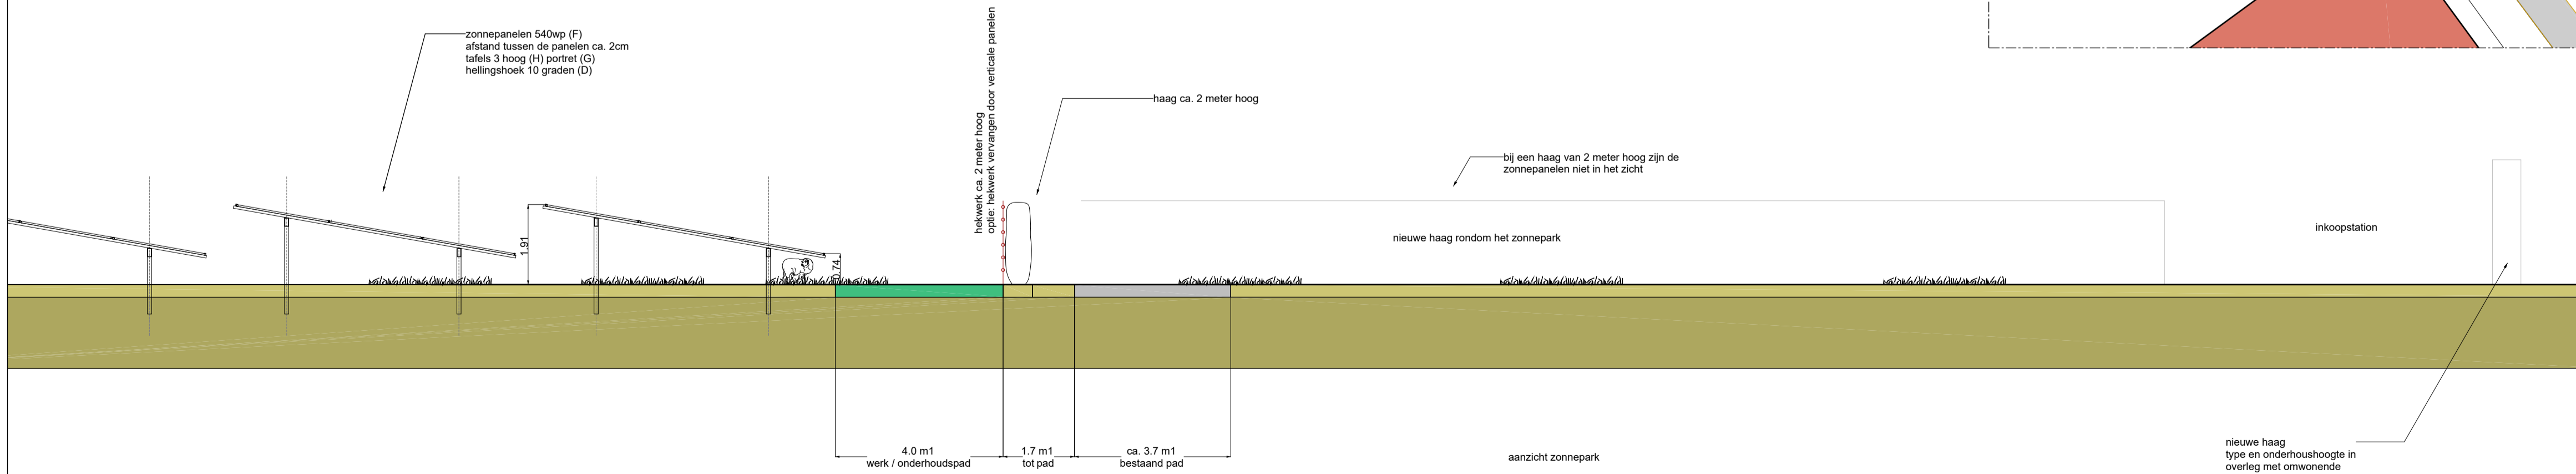 zonnepanelen 540wp (F)
afstand tussen de panelen ca. 2cm
tafels 3 hoog (H) portret (G)
hellingshoek 10 graden (D)
hekwerk ca. 2 meter hoog
optie: hekwerk vervangen door verticale panelen
haag ca. 2 meter hoog
bij een haag van 2 meter hoog zijn de
zonnepanelen niet in het zicht
1.91
0.74
nieuwe haag rondom het zonnepark
inkoopstation
4.0 m1
werk / onderhoudspad
1.7 m1
tot pad
ca. 3.7 m1
bestaand pad
aanzicht zonnepark
nieuwe haag
type en onderhoushoogte in
overleg met omwonende